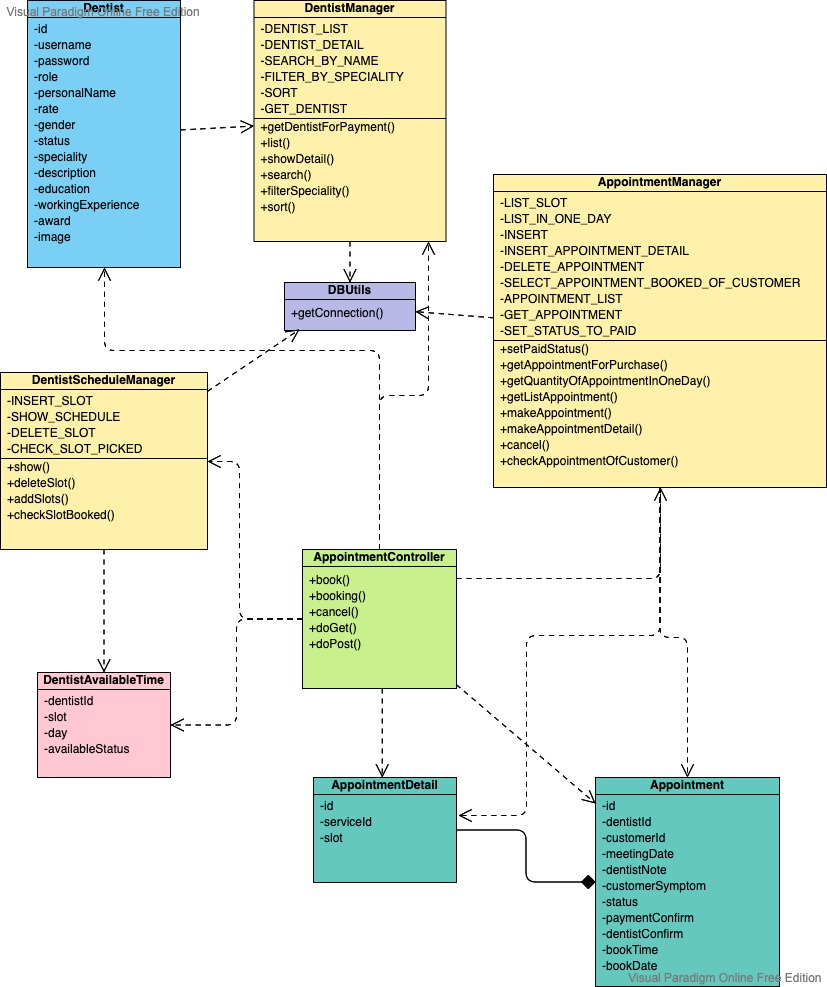 Visual Paradigm Online Free Edition
Dentist
-id
-username
-password
-role
-personalName
-rate
-gender
-status
-speciality
-description
-education
-workingExperience
-award
-image
DentistManager
-DENTIST_LIST
-DENTIST_DETAIL
-SEARCH_BY_NAME
-FILTER_BY_SPECIALITY
-SORT
-GET_DENTIST
+getDentistForPayment()
+list()
+showDetail()
+search()
+filterSpeciality()
+sort()
AppointmentManager
-LIST_SLOT
-LIST_IN_ONE_DAY
-INSERT
-INSERT_APPOINTMENT_DETAIL
-DELETE_APPOINTMENT
-SELECT_APPOINTMENT_BOOKED_OF_CUSTOMER
-APPOINTMENT_LIST
-GET_APPOINTMENT
-SET_STATUS_TO_PAID
+setPaidStatus()
+getAppointmentForPurchase()
+getQuantityOfAppointmentInOneDay()
+getListAppointment()
+makeAppointment()
+makeAppointmentDetail()
+cancel()
+checkAppointmentOfCustomer()
DBUtils
+getConnection()
DentistScheduleManager
-INSERT_SLOT
-SHOW_SCHEDULE
-DELETE_SLOT
-CHECK_SLOT_PICKED
+show()
+deleteSlot()
+addSlots()
+checkSlotBooked()
AppointmentController
+book()
+booking()
+cancel()
+doGet()
+doPost()
DentistAvailableTime
-dentistId
-slot
-day
-availableStatus
AppointmentDetail
-id
-serviceId
-slot
Appointment
-id
-dentistId
-customerId
-meetingDate
-dentistNote
-customerSymptom
-status
-paymentConfirm
-dentistConfirm
-bookTime
-bookDate
Visual Paradigm Online Free Edition